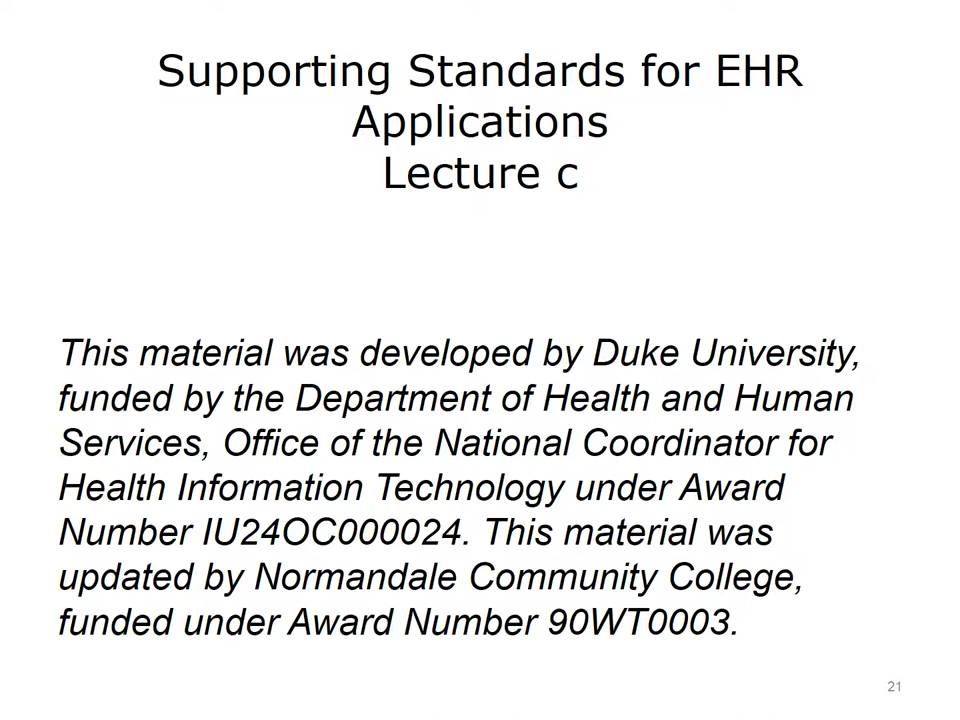 Supporting Standards for EHR
Applications
Lecture c
This material was developed by Duke University,
funded by the Department of Health and Human
Services, Office of the National Coordinator for
Health Information Technology under Award
Number IU24OC000024. This material was
updated by Normandale Community College,
funded under Award Number 90WT0003.
21